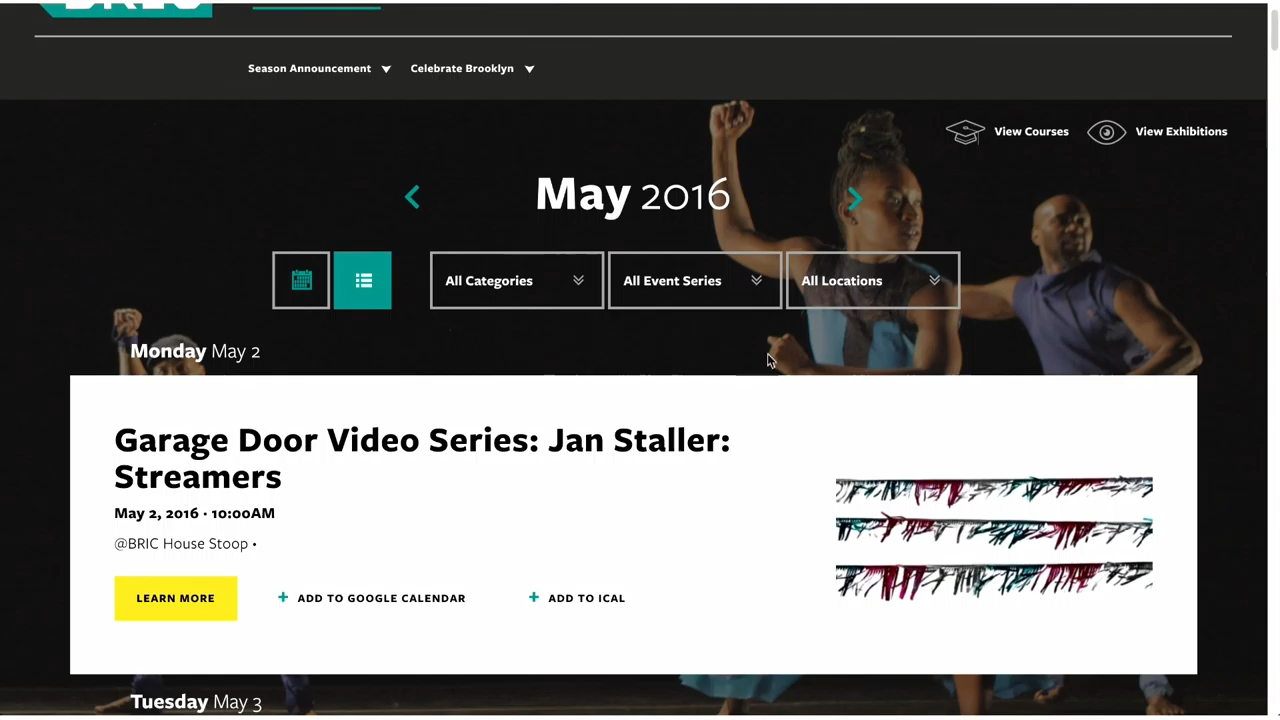 Season Announcement
Celebrate Brooklyn
View Courses
View Exhibitions
May 2016
All Categories
All Event Series
All Locations
Monday May 2
Garage Door Video Series: Jan Staller:
Streamers
May 2, 2016 · 10:00AM
@BRIC House Stoop •
LEARN MORE
+ ADD TO GOOGLE CALENDAR
+ ADD TO ICAL
Tuesday May 3